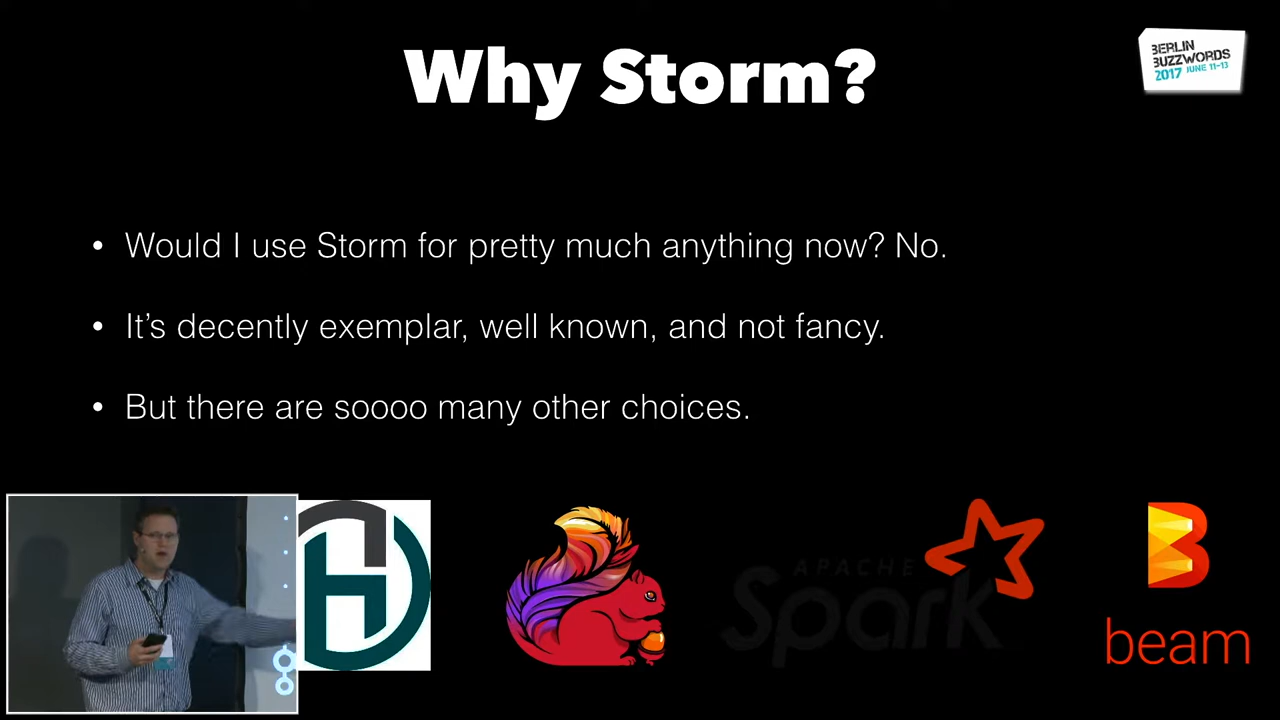 Why Storm?
BERLIN
BUZZWORDS
2017 JUNE 11-13
• Would I use Storm for pretty much anything now? No.
• It’s decently exemplar, well known, and not fancy.
• But there are soooo many other choices.
APACHE
Spark
beam